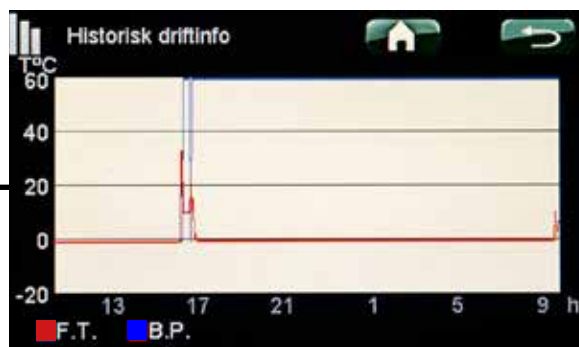 Historisk driftinfo
T°C
60
40
20
0
-20
13 17 21 1 5 9 h
F.T. B.P.